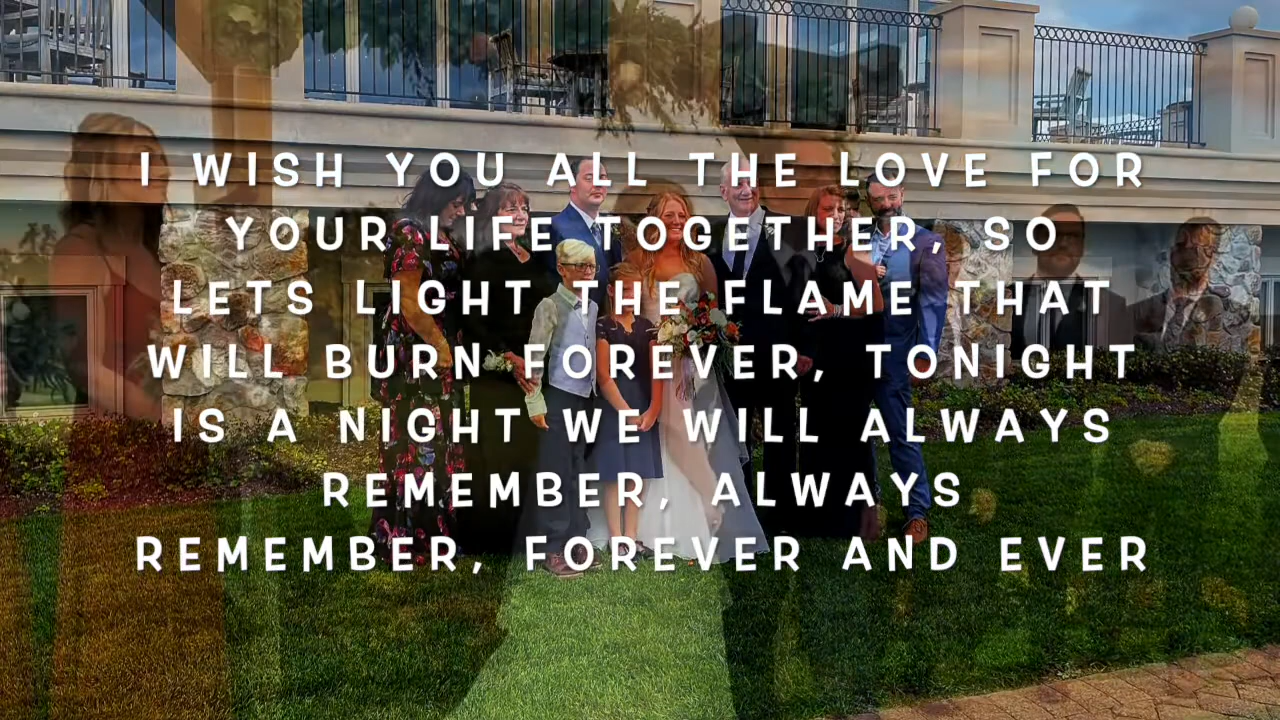 I WISH YOU ALL THE LOVE FOR
YOUR LIFE TOGETHER, SO
LETS LIGHT THE FLAME THAT
WILL BURN FOREVER, TONIGHT
IS A NIGHT WE WILL ALWAYS
REMEMBER, ALWAYS
REMEMBER, FOREVER AND EVER